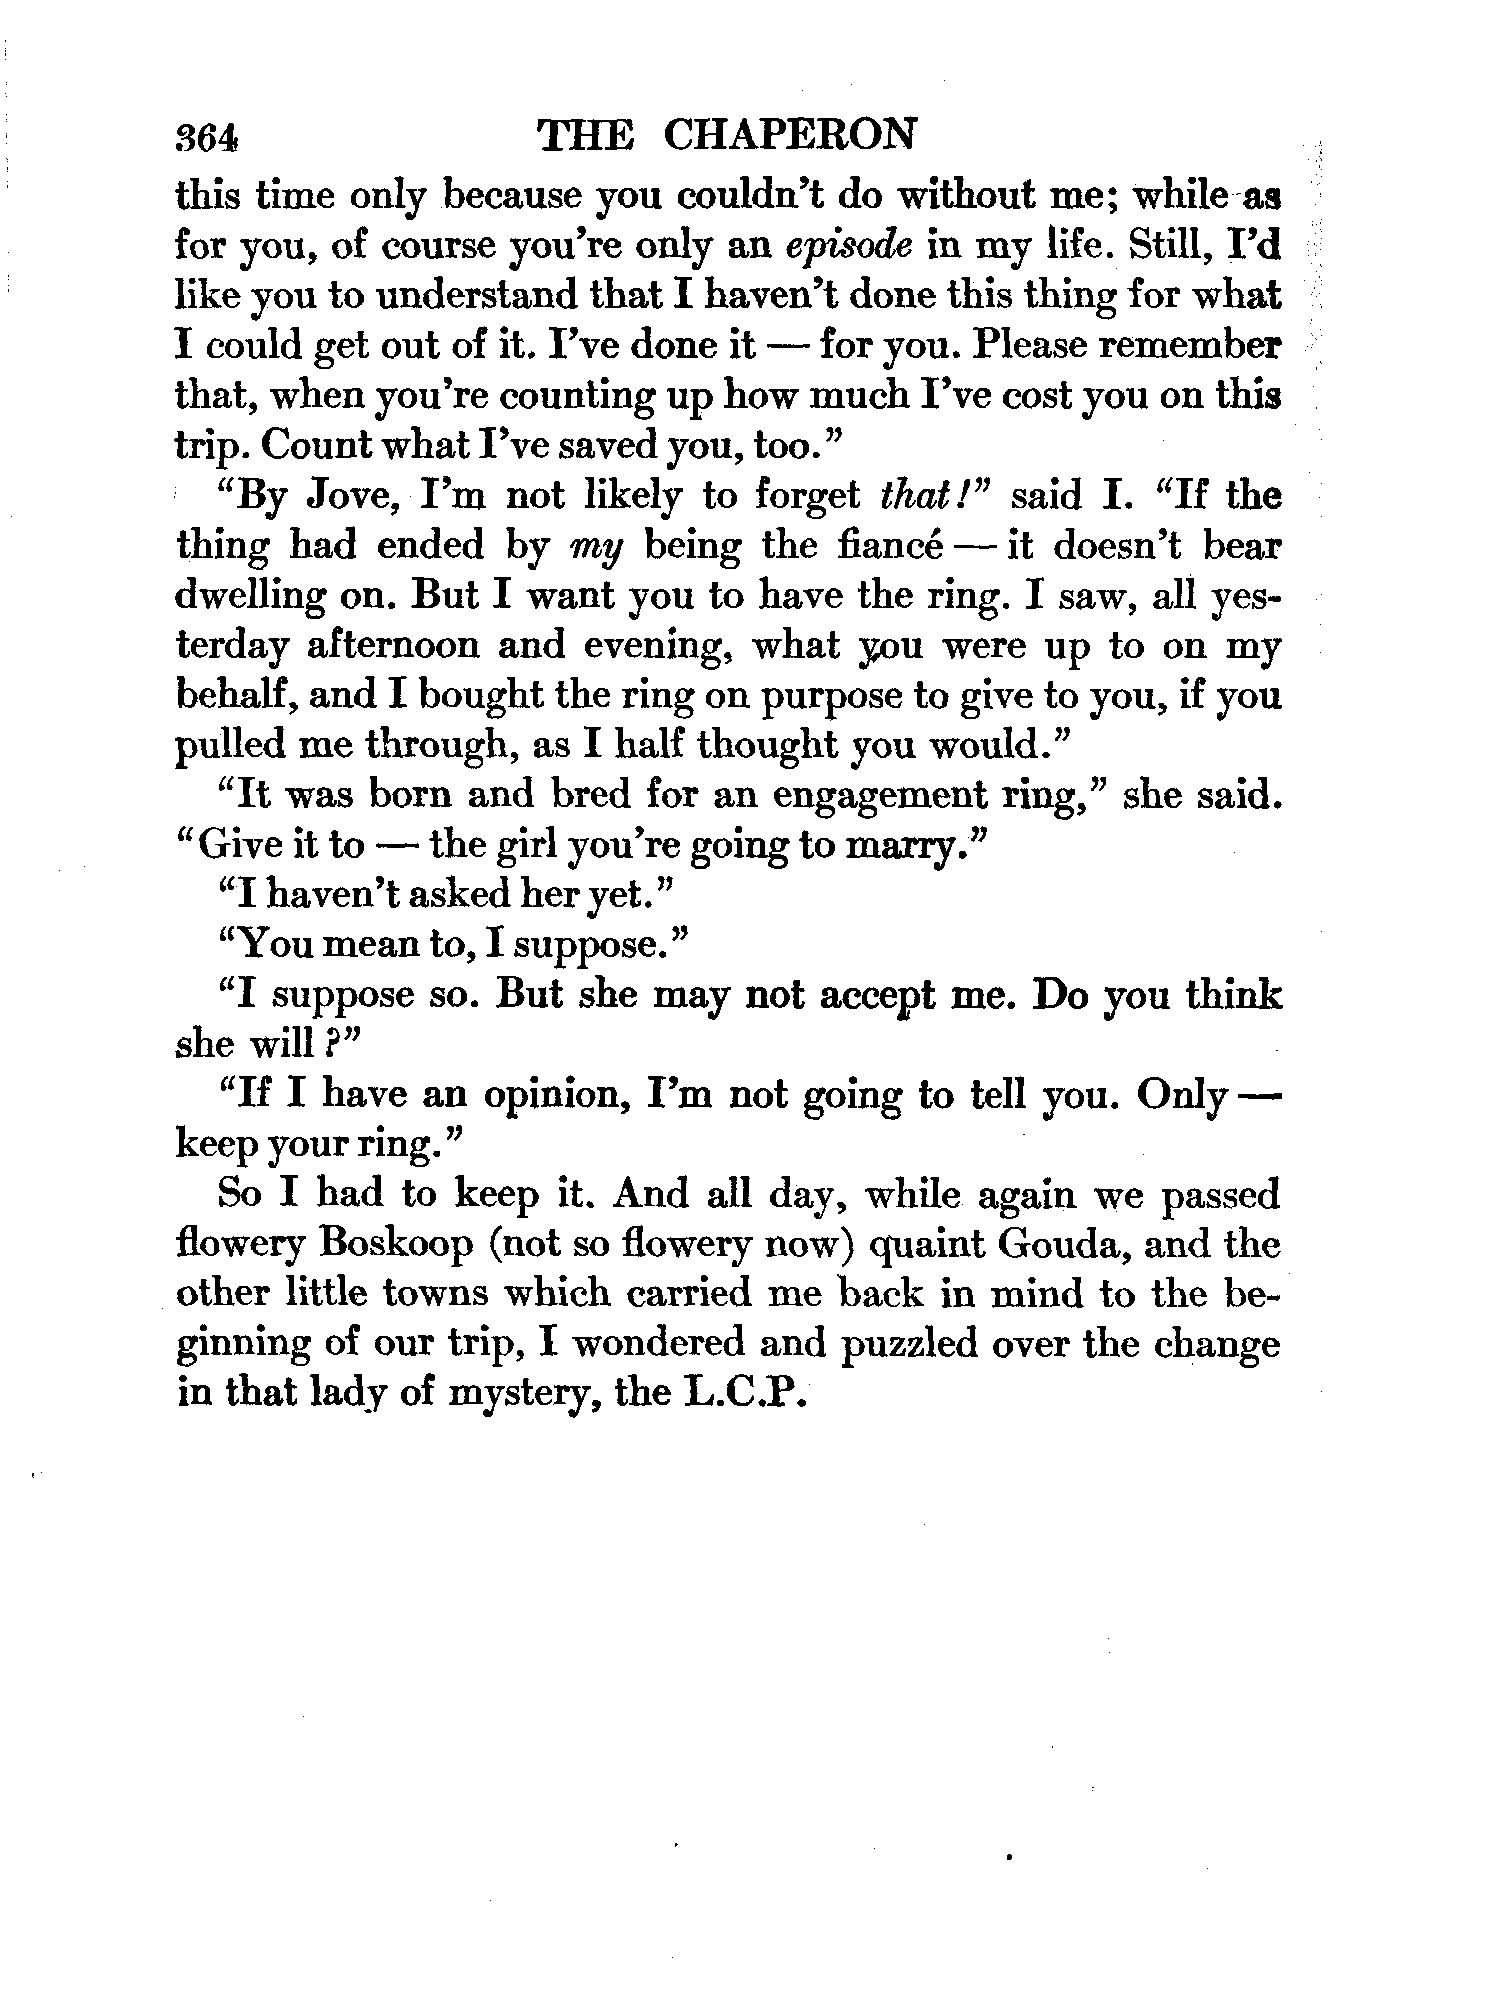 364 THE CHAPERON
this time only because you couldn't do without me; while as
for you, of course you're only an episode in my life. Still, I'd
like you to understand that I haven't done this thing for what
I could get out of it. I've done it — for you. Please remember
that, when you're counting up how much I've cost you on this
trip. Count what I've saved you, too.”
“By Jove, I'm not likely to forget that!” said I. “If the
thing had ended by my being the fiancé — it doesn't bear
dwelling on. But I want you to have the ring. I saw, all yes-
terday afternoon and evening, what you were up to on my
behalf, and I bought the ring on purpose to give to you, if you
pulled me through, as I half thought you would.”
“It was born and bred for an engagement ring,” she said.
“Give it to — the girl you're going to marry.”
“I haven't asked her yet.”
“You mean to, I suppose.”
“I suppose so. But she may not accept me. Do you think
she will?”
“If I have an opinion, I'm not going to tell you. Only —
keep your ring.”
So I had to keep it. And all day, while again we passed
flowery Boskoop (not so flowery now) quaint Gouda, and the
other little towns which carried me back in mind to the be-
ginning of our trip, I wondered and puzzled over the change
in that lady of mystery, the L.C.P.